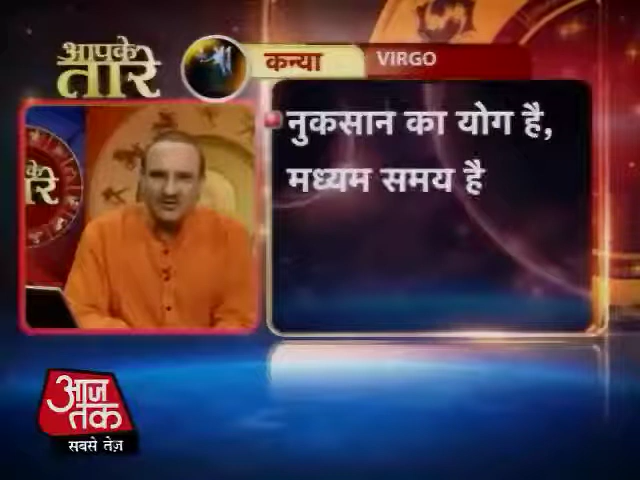 आपके
तारे
कन्या
VIRGO
नुकसान का योग है,
मध्यम समय है
के
रे
आज
तक
सबसे तेज़